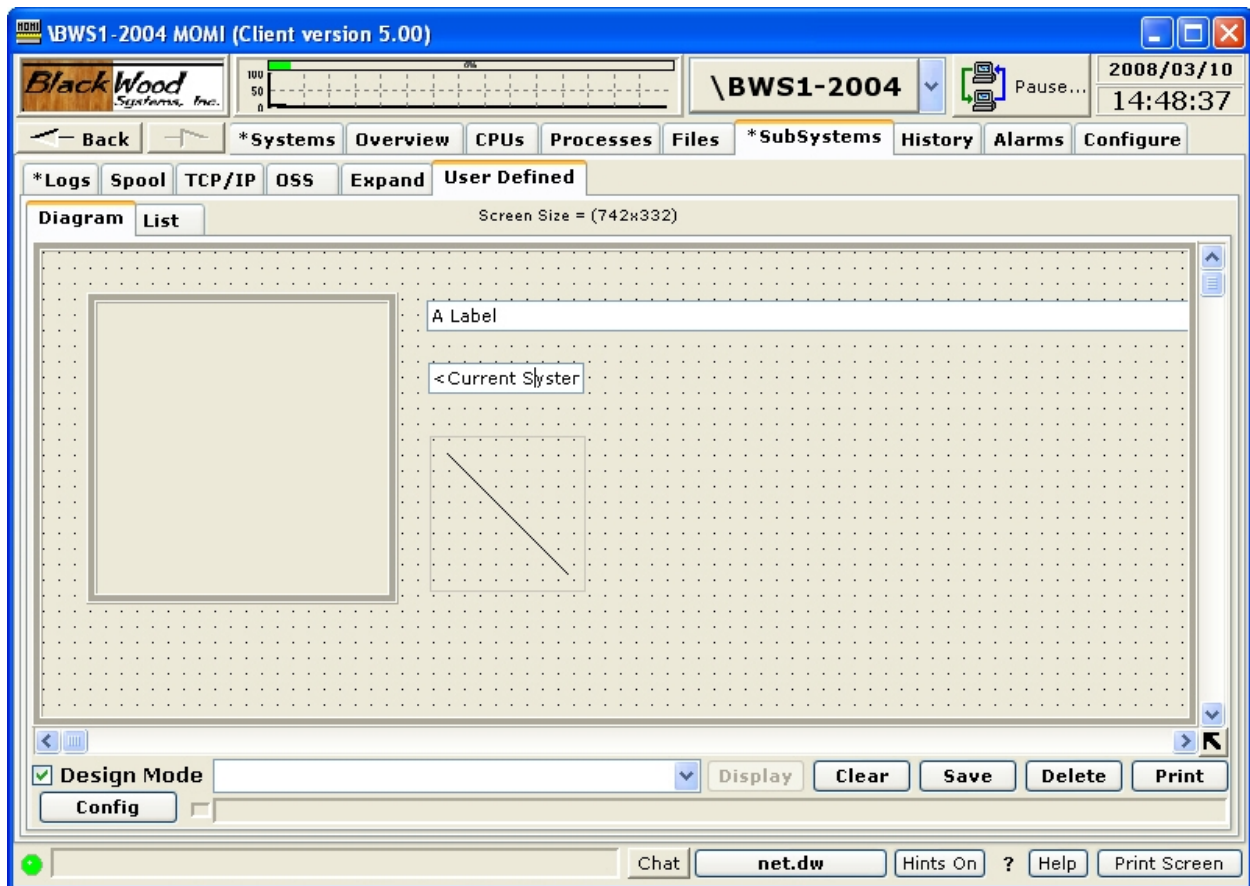 MOMI
\BWS1-2004 MOMI (Client version 5.00)
BlackWood
Systems, Inc.
0%
100
50
0
\BWS1-2004
Pause...
2008/03/10
14:48:37
Back
*Systems Overview CPUs Processes Files *SubSystems History Alarms Configure
*Logs Spool TCP/IP OSS Expand User Defined
Diagram List
Screen Size = (742x332)
A Label
<Current Syster
Design Mode
Display Clear Save Delete Print
Config
Chat net.dw Hints On ? Help Print Screen